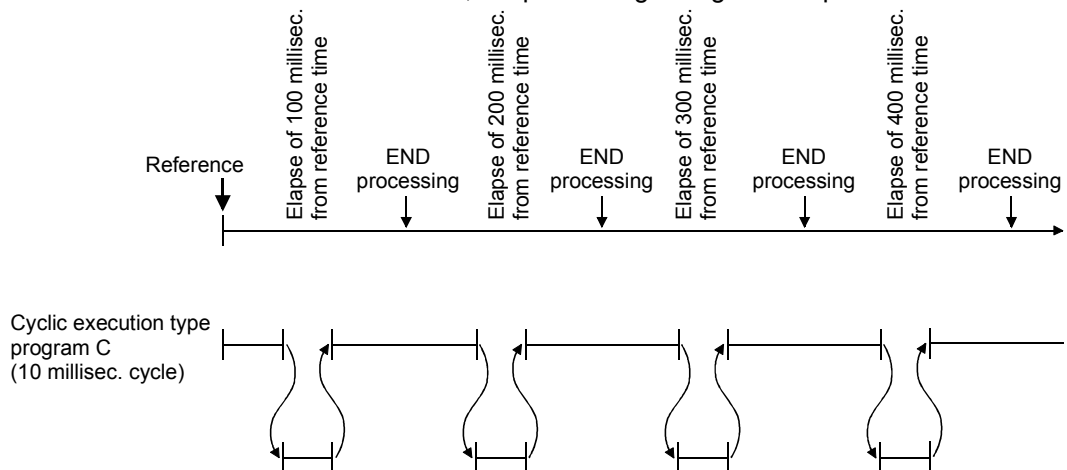 Elapse of 100 millisec.
from reference time
Elapse of 200 millisec.
from reference time
Elapse of 300 millisec.
from reference time
Elapse of 400 millisec.
from reference time
Reference
END
processing
END
processing
END
processing
END
processing
Cyclic execution type
program C
(10 millisec. cycle)